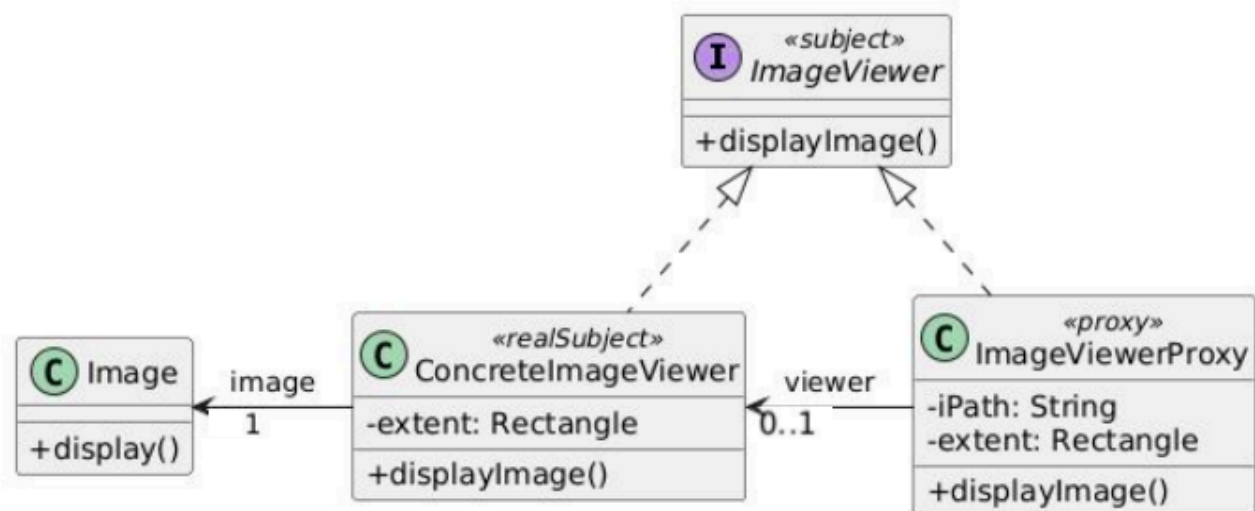 I
«subject»
ImageViewer
+displayImage()
C
Image
+display()
image
1
C
«realSubject»
ConcreteImageViewer
-extent: Rectangle
+displayImage()
viewer
0..1
C
«proxy»
ImageViewerProxy
-iPath: String
-extent: Rectangle
+displayImage()